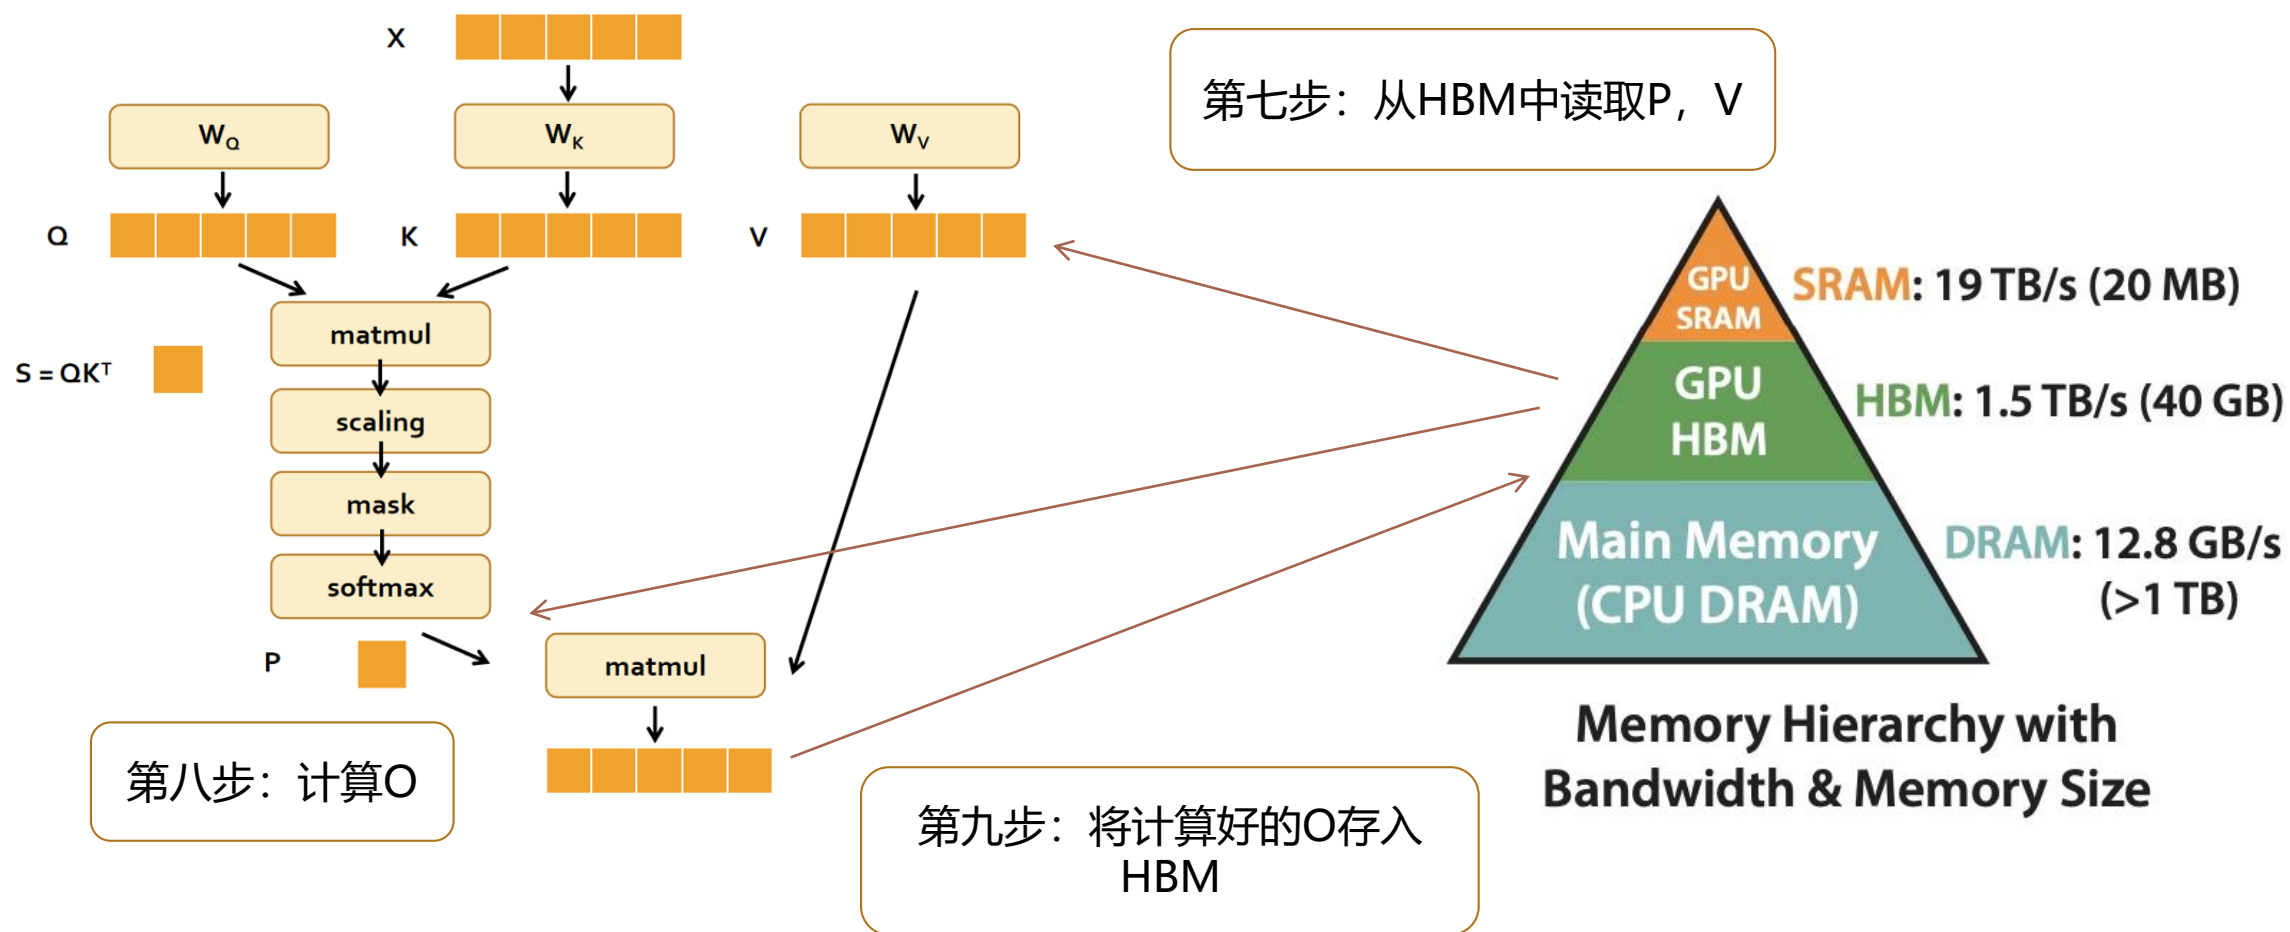 X
第七步：从HBM中读取P，V
W_Q
W_K
W_V
Q
K
V
matmul
S = QKᵀ
scaling
mask
softmax
P
matmul
第八步：计算O
第九步：将计算好的O存入
HBM
GPU
SRAM
SRAM: 19 TB/s (20 MB)
GPU
HBM
HBM: 1.5 TB/s (40 GB)
Main Memory
(CPU DRAM)
DRAM: 12.8 GB/s
(>1 TB)
Memory Hierarchy with
Bandwidth & Memory Size